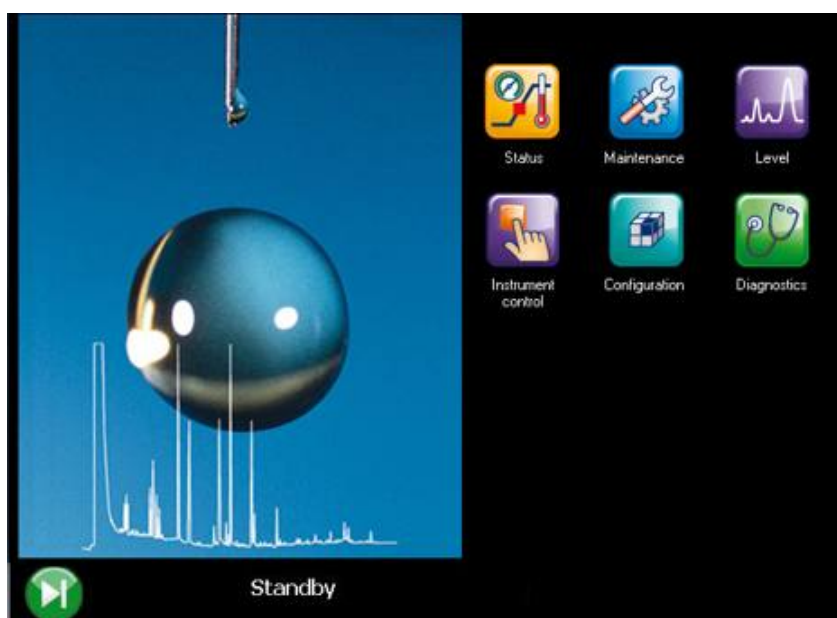 Status
Maintenance
Level
Instrument
control
Configuration
Diagnostics
Standby